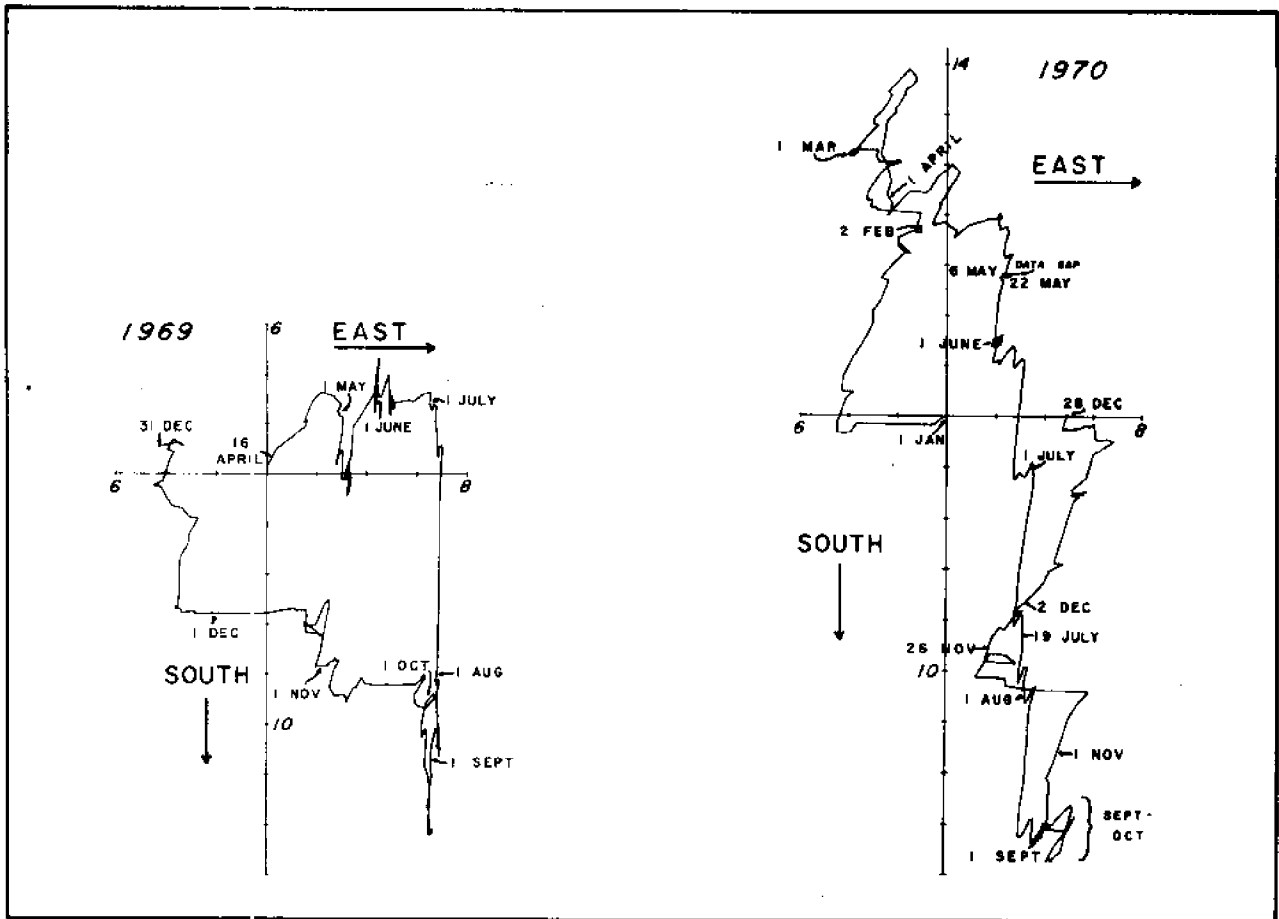 1969
6
EAST
1 MAY
1 JULY
1 JUNE
31 DEC
16
APRIL
6
8
1 DEC
SOUTH
1 NOV
1 OCT
1 AUG
10
1 SEPT
14
1970
1 MAR
EAST
1 APRIL
2 FEB
6 MAY
DATA GAP
22 MAY
1 JUNE
28 DEC
6
8
1 JAN
1 JULY
SOUTH
2 DEC
19 JULY
26 NOV
10
1 AUG
1 NOV
SEPT-
OCT
1 SEPT